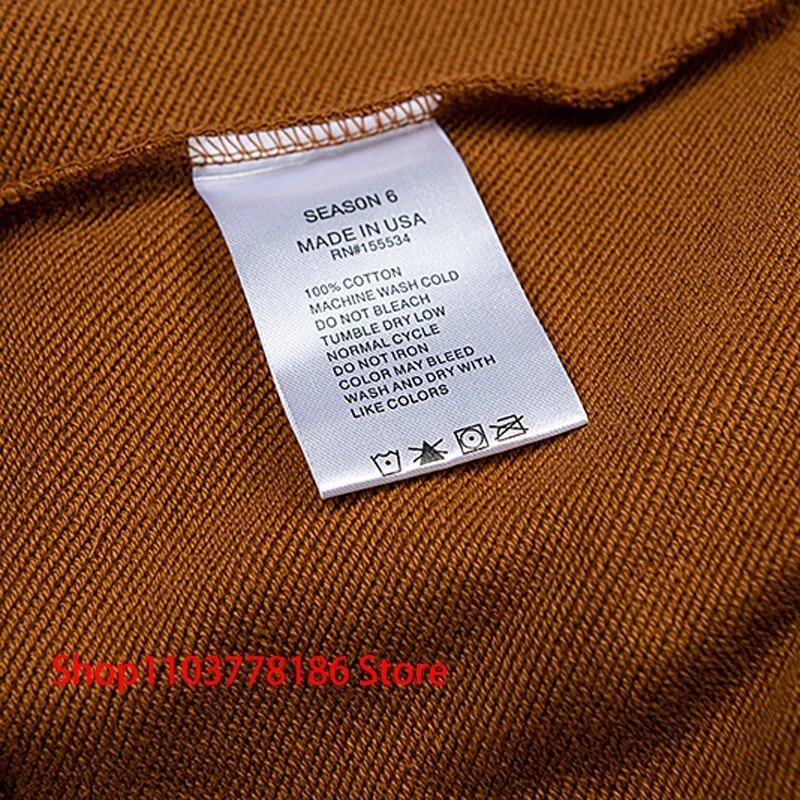 SEASON 6
MADE IN USA
RN#155534
100% COTTON
MACHINE WASH COLD
DO NOT BLEACH
TUMBLE DRY LOW
NORMAL CYCLE
DO NOT IRON
COLOR MAY BLEED
WASH AND DRY WITH
LIKE COLORS
Shop1103778186 Store